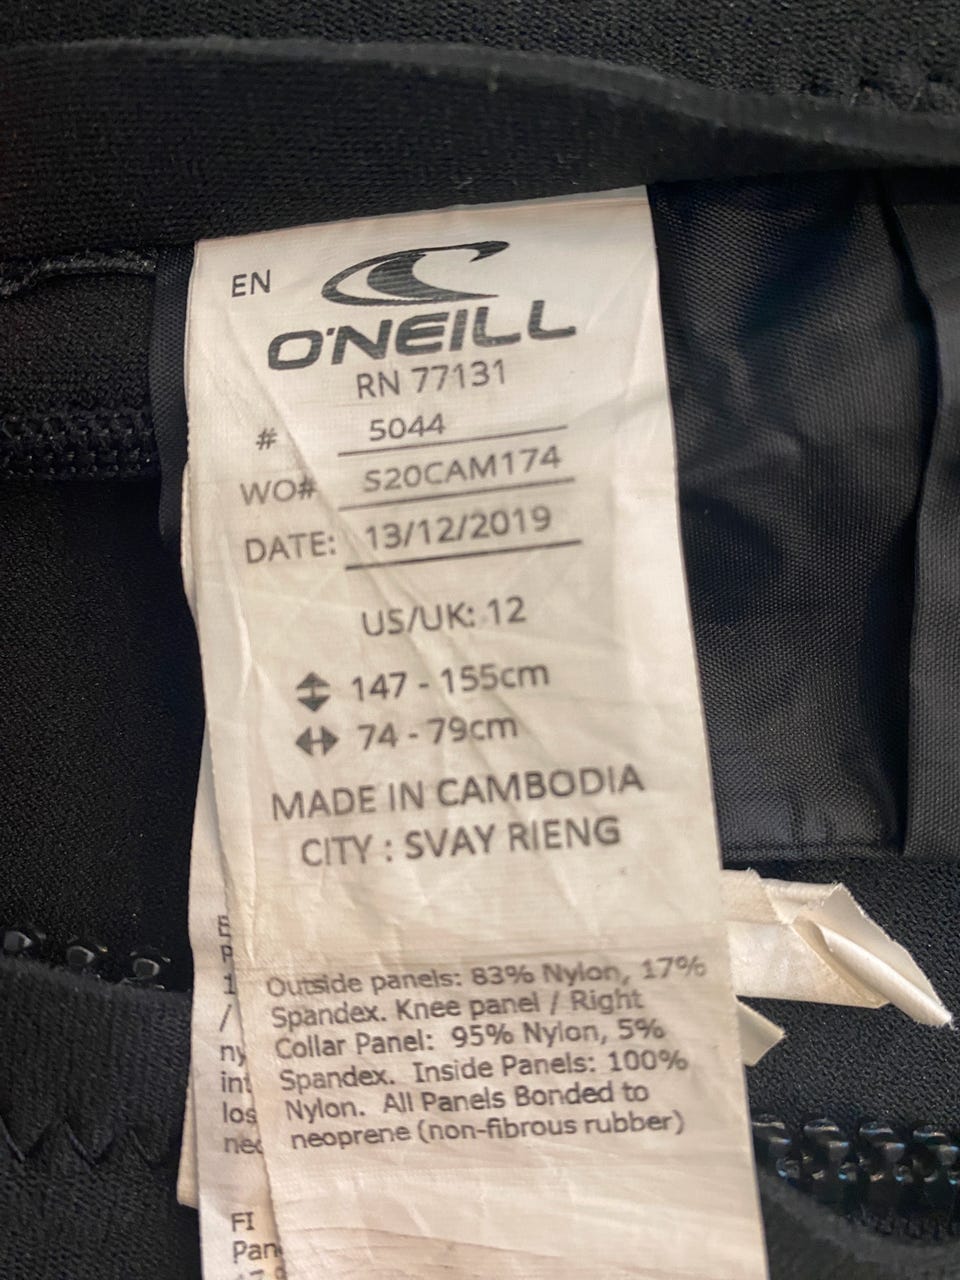 EN
O'NEILL
RN 77131
# 5044
WO# S20CAM174
DATE: 13/12/2019
US/UK: 12
147 - 155cm
74 - 79cm
MADE IN CAMBODIA
CITY : SVAY RIENG
Outside panels: 83% Nylon, 17%
Spandex. Knee panel / Right
Collar Panel: 95% Nylon, 5%
Spandex. Inside Panels: 100%
Nylon. All Panels Bonded to
neoprene (non-fibrous rubber)
FI